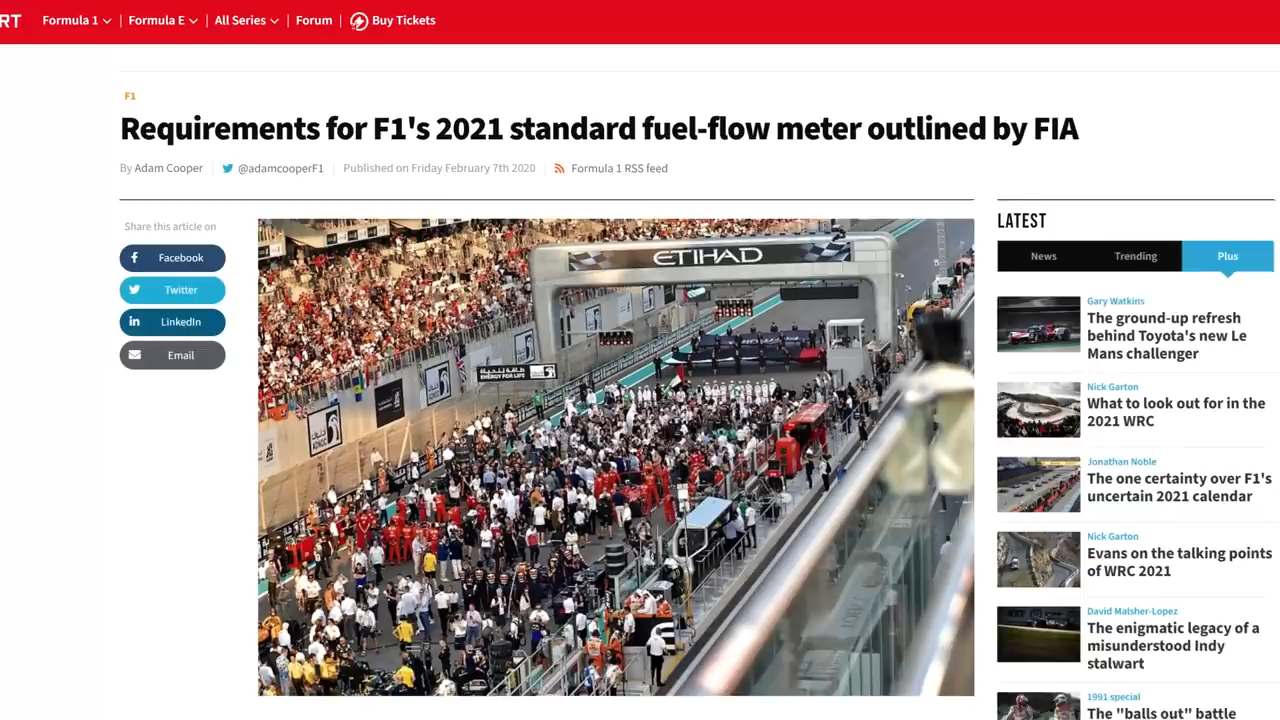 RT
Formula 1
Formula E
All Series
Forum
Buy Tickets
F1
Requirements for F1's 2021 standard fuel-flow meter outlined by FIA
By Adam Cooper
@adamcooperF1
Published on Friday February 7th 2020
Formula 1 RSS feed
Share this article on
Facebook
Twitter
LinkedIn
Email
ETIHAD
ENERGY FOR LIFE
LATEST
News
Trending
Plus
Gary Watkins
The ground-up refresh
behind Toyota's new Le
Mans challenger
Nick Garton
What to look out for in the
2021 WRC
Jonathan Noble
The one certainty over F1's
uncertain 2021 calendar
Nick Garton
Evans on the talking points
of WRC 2021
David Malsher-Lopez
The enigmatic legacy of a
misunderstood Indy
stalwart
1991 special
The "balls out" battle